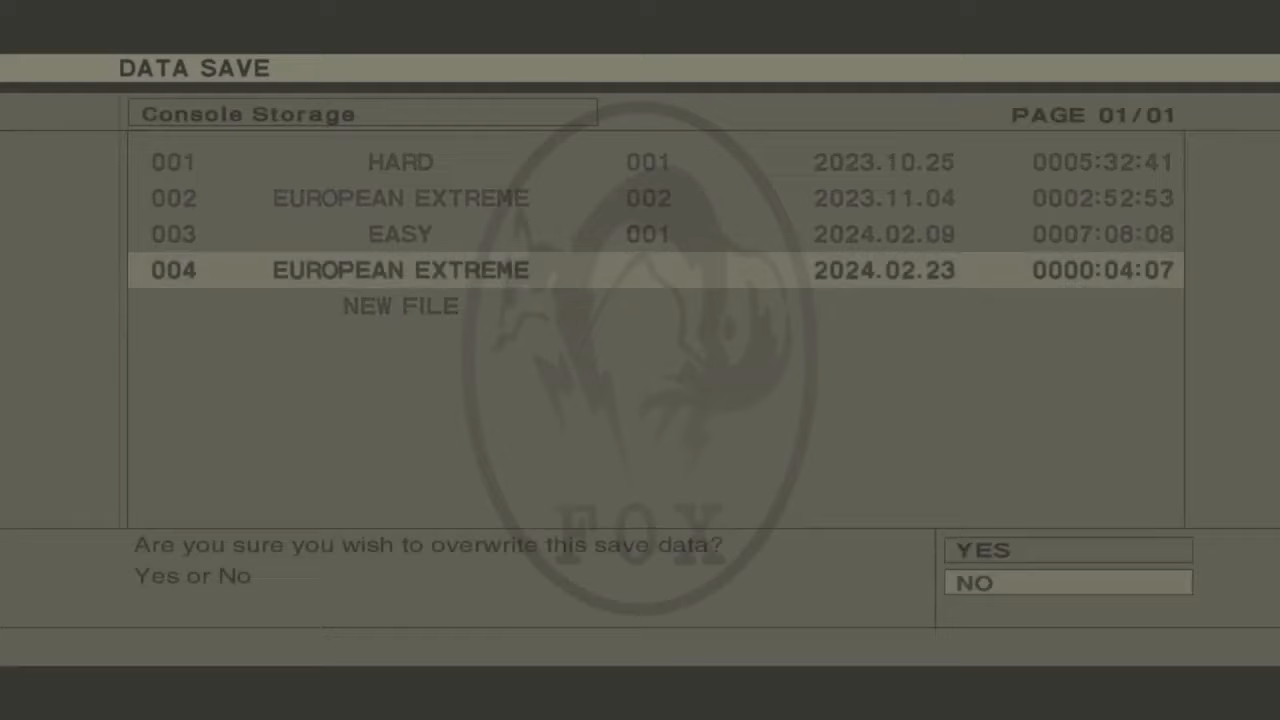 DATA SAVE
Console Storage PAGE 01/01
001 HARD 001 2023.10.25 0005:32:41
002 EUROPEAN EXTREME 002 2023.11.04 0002:52:53
003 EASY 001 2024.02.09 0007:08:08
004 EUROPEAN EXTREME 2024.02.23 0000:04:07
NEW FILE
FOX
Are you sure you wish to overwrite this save data?
Yes or No
YES
NO